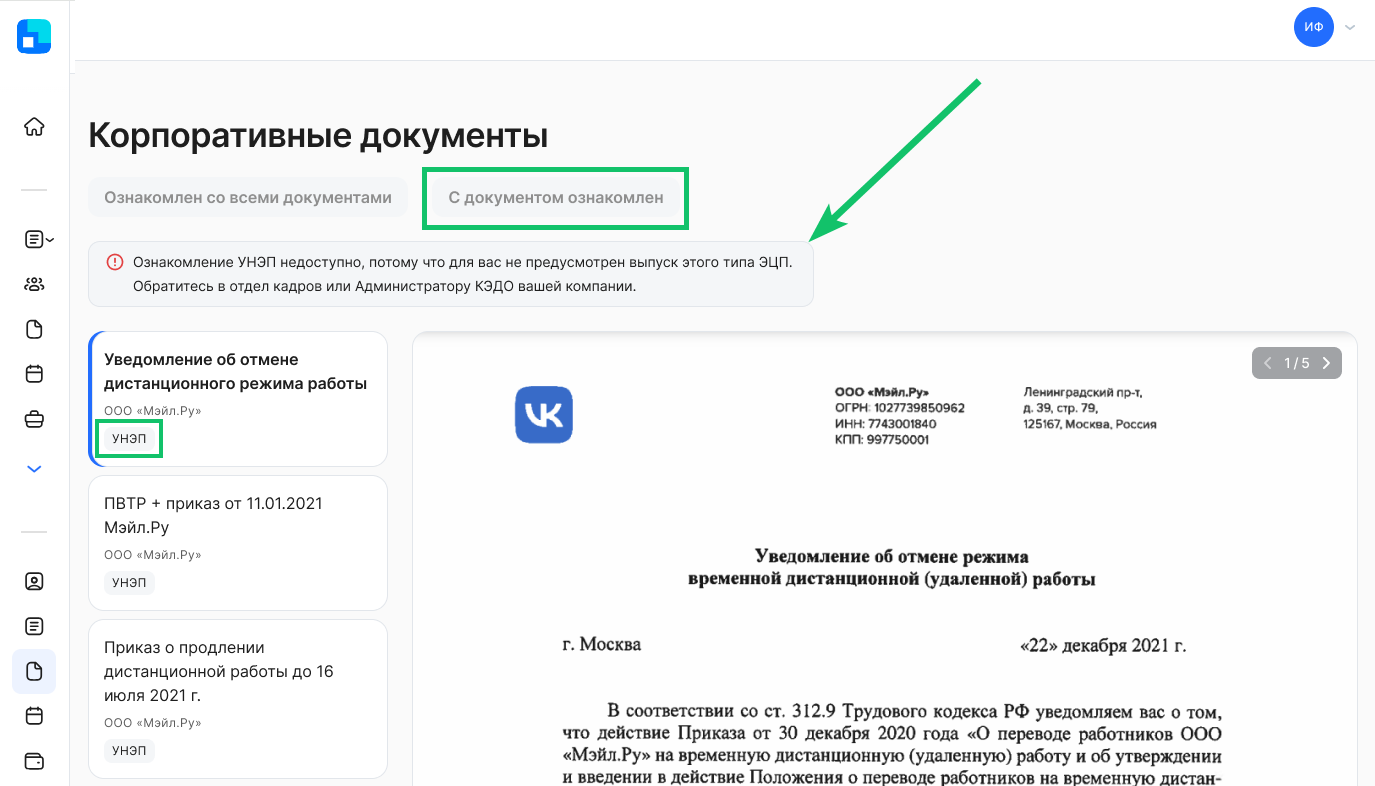 ИФ
Корпоративные документы
Ознакомлен со всеми документами
С документом ознакомлен
Ознакомление УНЭП недоступно, потому что для вас не предусмотрен выпуск этого типа ЭЦП.
Обратитесь в отдел кадров или Администратору КЭДО вашей компании.
Уведомление об отмене
дистанционного режима работы
ООО «Мэйл.Ру»
УНЭП
ПВТР + приказ от 11.01.2021
Мэйл.Ру
ООО «Мэйл.Ру»
УНЭП
Приказ о продлении
дистанционной работы до 16
июля 2021 г.
ООО «Мэйл.Ру»
УНЭП
1 / 5
VK
ООО «Мэйл.Ру»
ОГРН: 1027739850962
ИНН: 7743001840
КПП: 997750001
Ленинградский пр-т,
д. 39, стр. 79,
125167, Москва, Россия
Уведомление об отмене режима
временной дистанционной (удаленной) работы
г. Москва
«22» декабря 2021 г.
В соответствии со ст. 312.9 Трудового кодекса РФ уведомляем вас о том,
что действие Приказа от 30 декабря 2020 года «О переводе работников ООО
«Мэйл.Ру» на временную дистанционную (удаленную) работу и об утверждении
и введении в действие Положения о переводе работников на временную дистан-